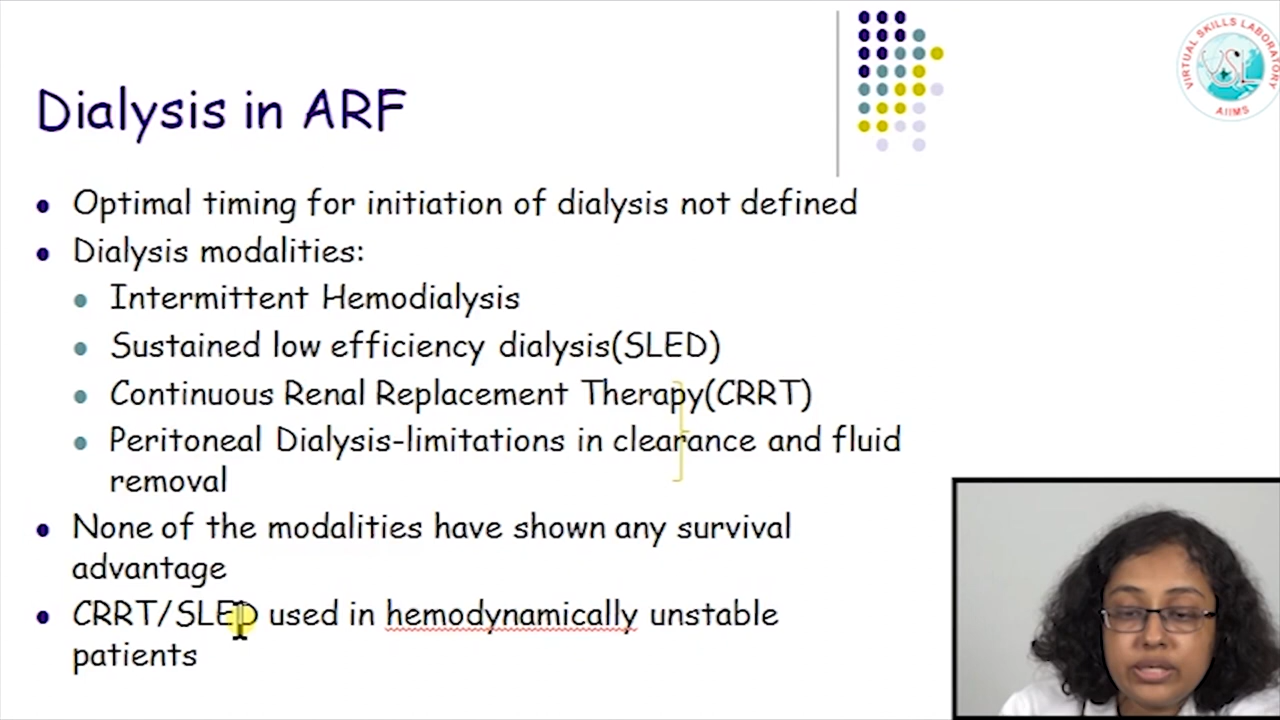 Dialysis in ARF
VIRTUAL SKILLS LABORATORY
VSL
AIIMS
Optimal timing for initiation of dialysis not defined
Dialysis modalities:
Intermittent Hemodialysis
Sustained low efficiency dialysis(SLED)
Continuous Renal Replacement Therapy(CRRT)
Peritoneal Dialysis-limitations in clearance and fluid
removal
None of the modalities have shown any survival
advantage
CRRT/SLED used in hemodynamically unstable
patients